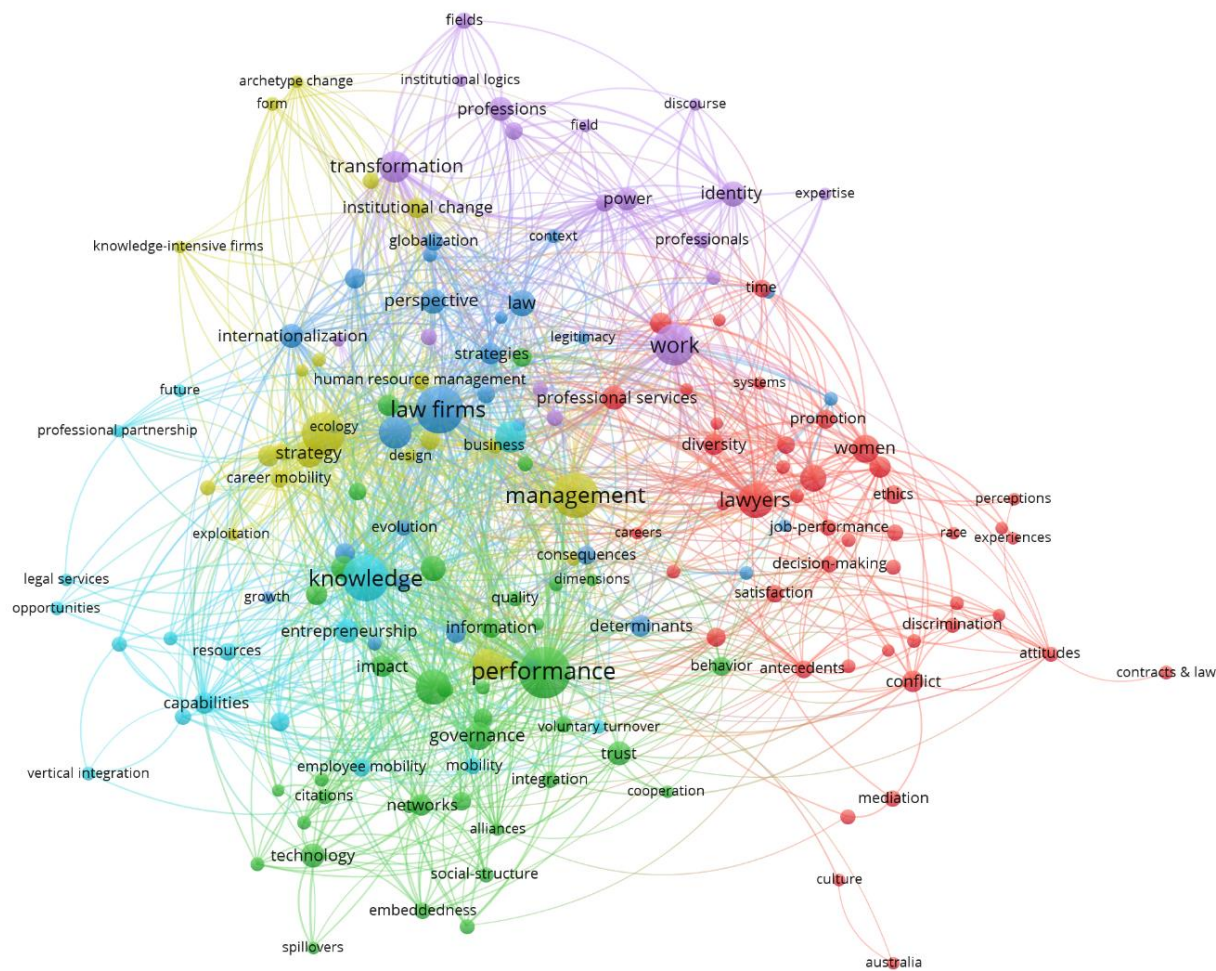 fields
archetype change
institutional logics
form
professions
discourse
field
transformation
identity
expertise
power
institutional change
globalization
context
professionals
knowledge-intensive firms
time
perspective
law
internationalization
legitimacy
work
strategies
human resource management
systems
future
professional services
law firms
promotion
ecology
professional partnership
business
diversity
women
strategy
design
career mobility
management
lawyers
ethics
perceptions
evolution
job-performance
exploitation
careers
race
experiences
consequences
decision-making
legal services
knowledge
dimensions
satisfaction
opportunities
growth
quality
entrepreneurship
information
determinants
discrimination
resources
attitudes
impact
performance
behavior
antecedents
contracts & law
conflict
capabilities
voluntary turnover
governance
trust
vertical integration
employee mobility
mobility
integration
cooperation
citations
networks
mediation
alliances
technology
social-structure
culture
embeddedness
spillovers
australia